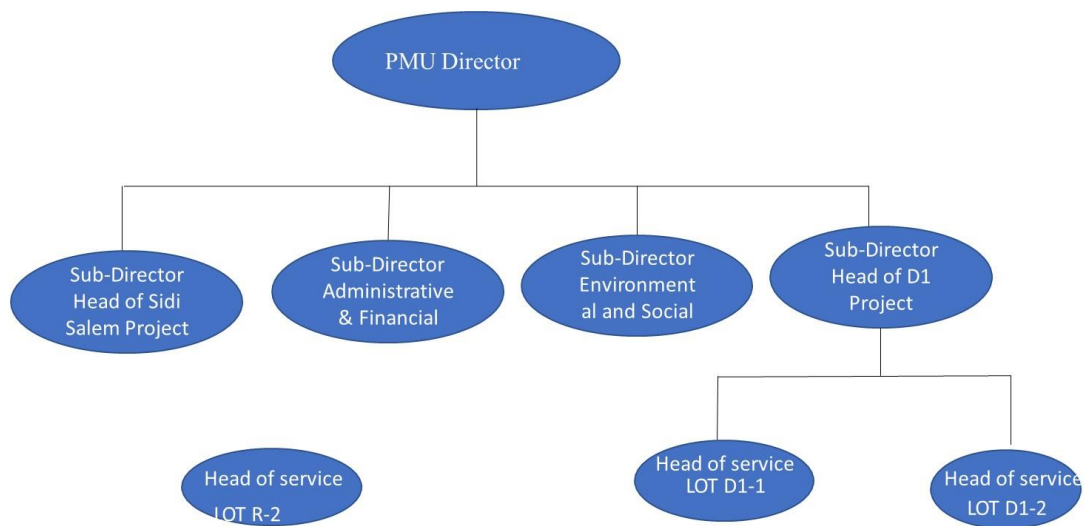 PMU Director
Sub-Director
Head of Sidi
Salem Project
Sub-Director
Administrative
& Financial
Sub-Director
Environment
al and Social
Sub-Director
Head of D1
Project
Head of service
LOT R-2
Head of service
LOT D1-1
Head of service
LOT D1-2